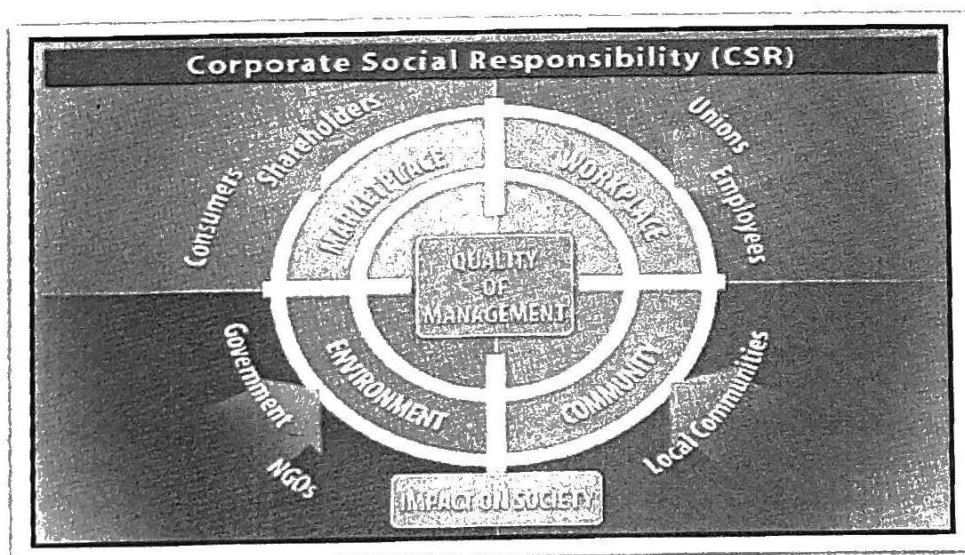 Corporate Social Responsibility (CSR)
Shareholders
Consumers
MARKETPLACE
WORKPLACE
Unions
Employees
QUALITY
OF
MANAGEMENT
ENVIRONMENT
COMMUNITY
Government
NGOs
Local Communities
IMPACT ON SOCIETY